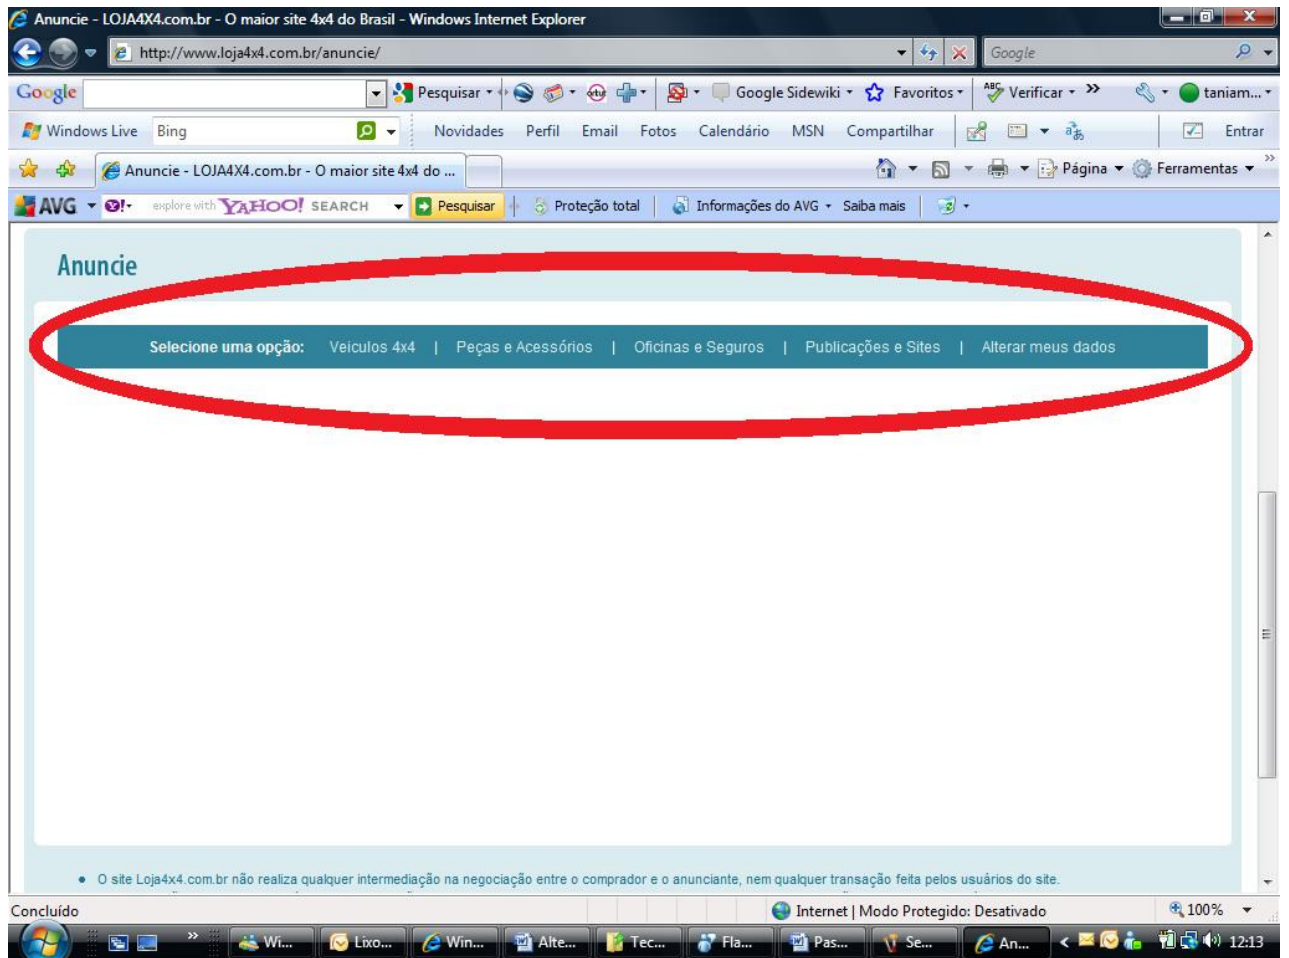 Anuncie - LOJA4X4.com.br - O maior site 4x4 do Brasil - Windows Internet Explorer
http://www.loja4x4.com.br/anuncie/ Google
Google Pesquisar Google Sidewiki Favoritos ABC Verificar » taniam...
Windows Live Bing Novidades Perfil Email Fotos Calendário MSN Compartilhar Entrar
Anuncie - LOJA4X4.com.br - O maior site 4x4 do ... Página Ferramentas »
AVG explore with YAHOO! SEARCH Pesquisar Proteção total Informações do AVG Saiba mais
Anuncie
Selecione uma opção: Veiculos 4x4 | Peças e Acessórios | Oficinas e Seguros | Publicações e Sites | Alterar meus dados
• O site Loja4x4.com.br não realiza qualquer intermediação na negociação entre o comprador e o anunciante, nem qualquer transação feita pelos usuários do site.
Concluído Internet | Modo Protegido: Desativado 100%
» Wi... Lixo... Win... Alte... Tec... Fla... Pas... Se... An... < 12:13